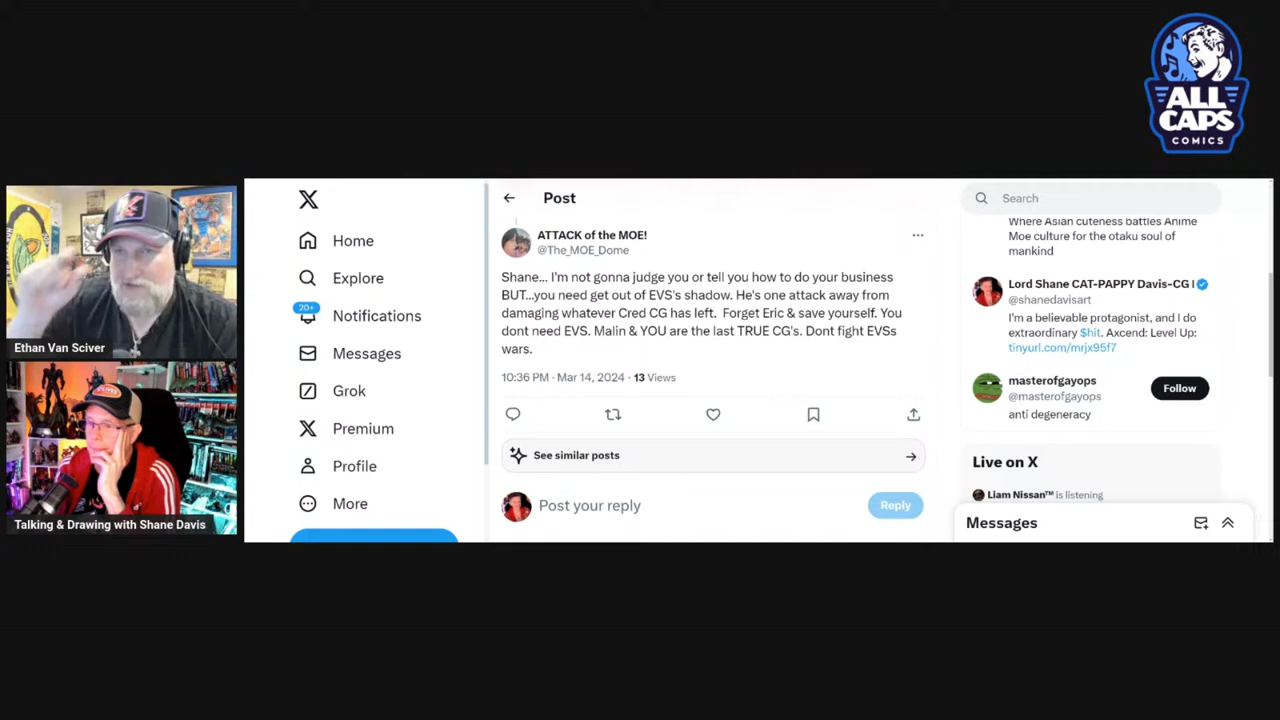 ALL
CAPS
COMICS
Ethan Van Sciver
Talking & Drawing with Shane Davis
Home
Explore
20+
Notifications
Messages
Grok
Premium
Profile
More
Post
ATTACK of the MOE!
@The_MOE_Dome
Shane... I'm not gonna judge you or tell you how to do your business
BUT...you need get out of EVS's shadow. He's one attack away from
damaging whatever Cred CG has left. Forget Eric & save yourself. You
dont need EVS. Malin & YOU are the last TRUE CG's. Dont fight EVSs
wars.
10:36 PM · Mar 14, 2024 · 13 Views
See similar posts
Post your reply
Reply
Search
Where Asian cuteness battles Anime
Moe culture for the otaku soul of
mankind
Lord Shane CAT-PAPPY Davis-CG I
@shanedavisart
I'm a believable protagonist, and I do
extraordinary $hit. Axcend: Level Up:
tinyurl.com/mrjx95f7
masterofgayops
@masterofgayops
Follow
anti degeneracy
Live on X
Liam Nissan™ is listening
Messages